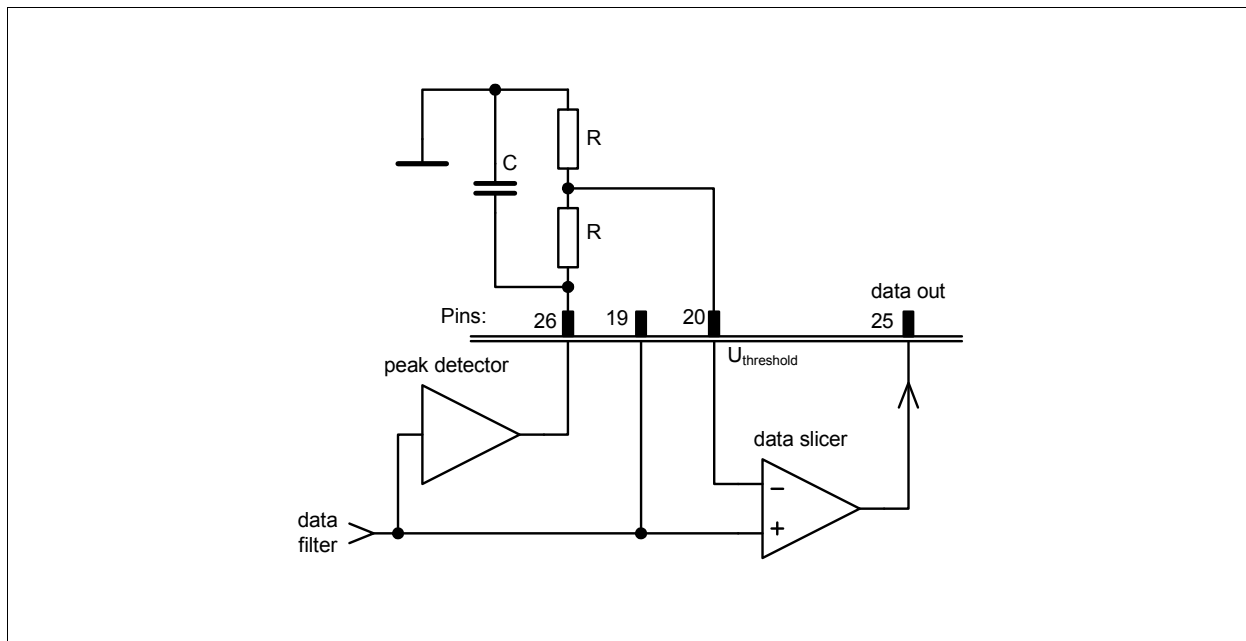 R
C
R
data out
Pins:
26
19
20
25
Uthreshold
peak detector
data slicer
−
+
data
filter